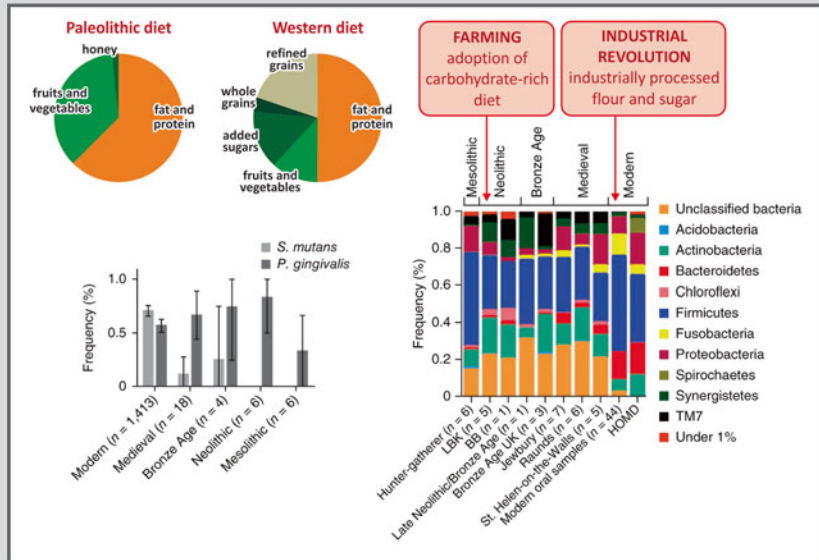 Paleolithic diet
honey
fruits and
vegetables
fat and
protein
Western diet
refined
grains
whole
grains
added
sugars
fruits and
vegetables
fat and
protein
FARMING
adoption of
carbohydrate-rich
diet
INDUSTRIAL
REVOLUTION
industrially processed
flour and sugar
S. mutans
P. gingivalis
Frequency (%)
1.0
0.5
0
Modern (n = 1,413)
Medieval (n = 18)
Bronze Age (n = 4)
Neolithic (n = 6)
Mesolithic (n = 6)
Mesolithic
Neolithic
Bronze Age
Medieval
Modern
Frequency (%)
1.0
0.8
0.6
0.4
0.2
0
Hunter-gatherer (n = 6)
LBK (n = 5)
BB (n = 1)
Late Neolithic/Bronze Age (n = 1)
Bronze Age UK (n = 3)
Jewbury (n = 7)
Raunds (n = 6)
St. Helen-on-the-Walls (n = 5)
Modern oral samples (n = 44)
HOMD
Unclassified bacteria
Acidobacteria
Actinobacteria
Bacteroidetes
Chloroflexi
Firmicutes
Fusobacteria
Proteobacteria
Spirochaetes
Synergistetes
TM7
Under 1%